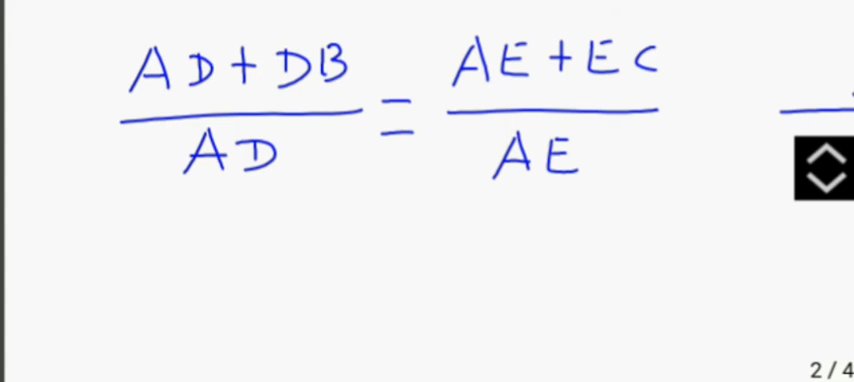 AD+DB / AD = AE+EC / AE
2/4